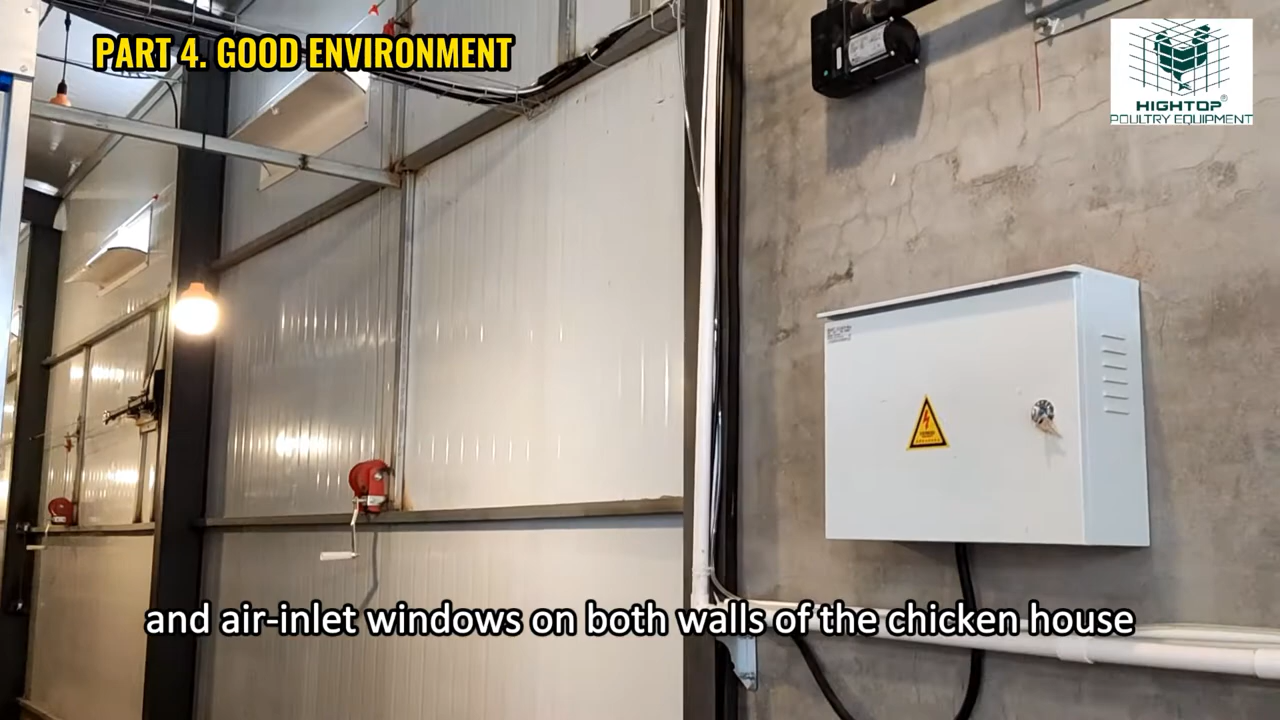 PART 4. GOOD ENVIRONMENT
HIGHTOP®
POULTRY EQUIPMENT
and air-inlet windows on both walls of the chicken house